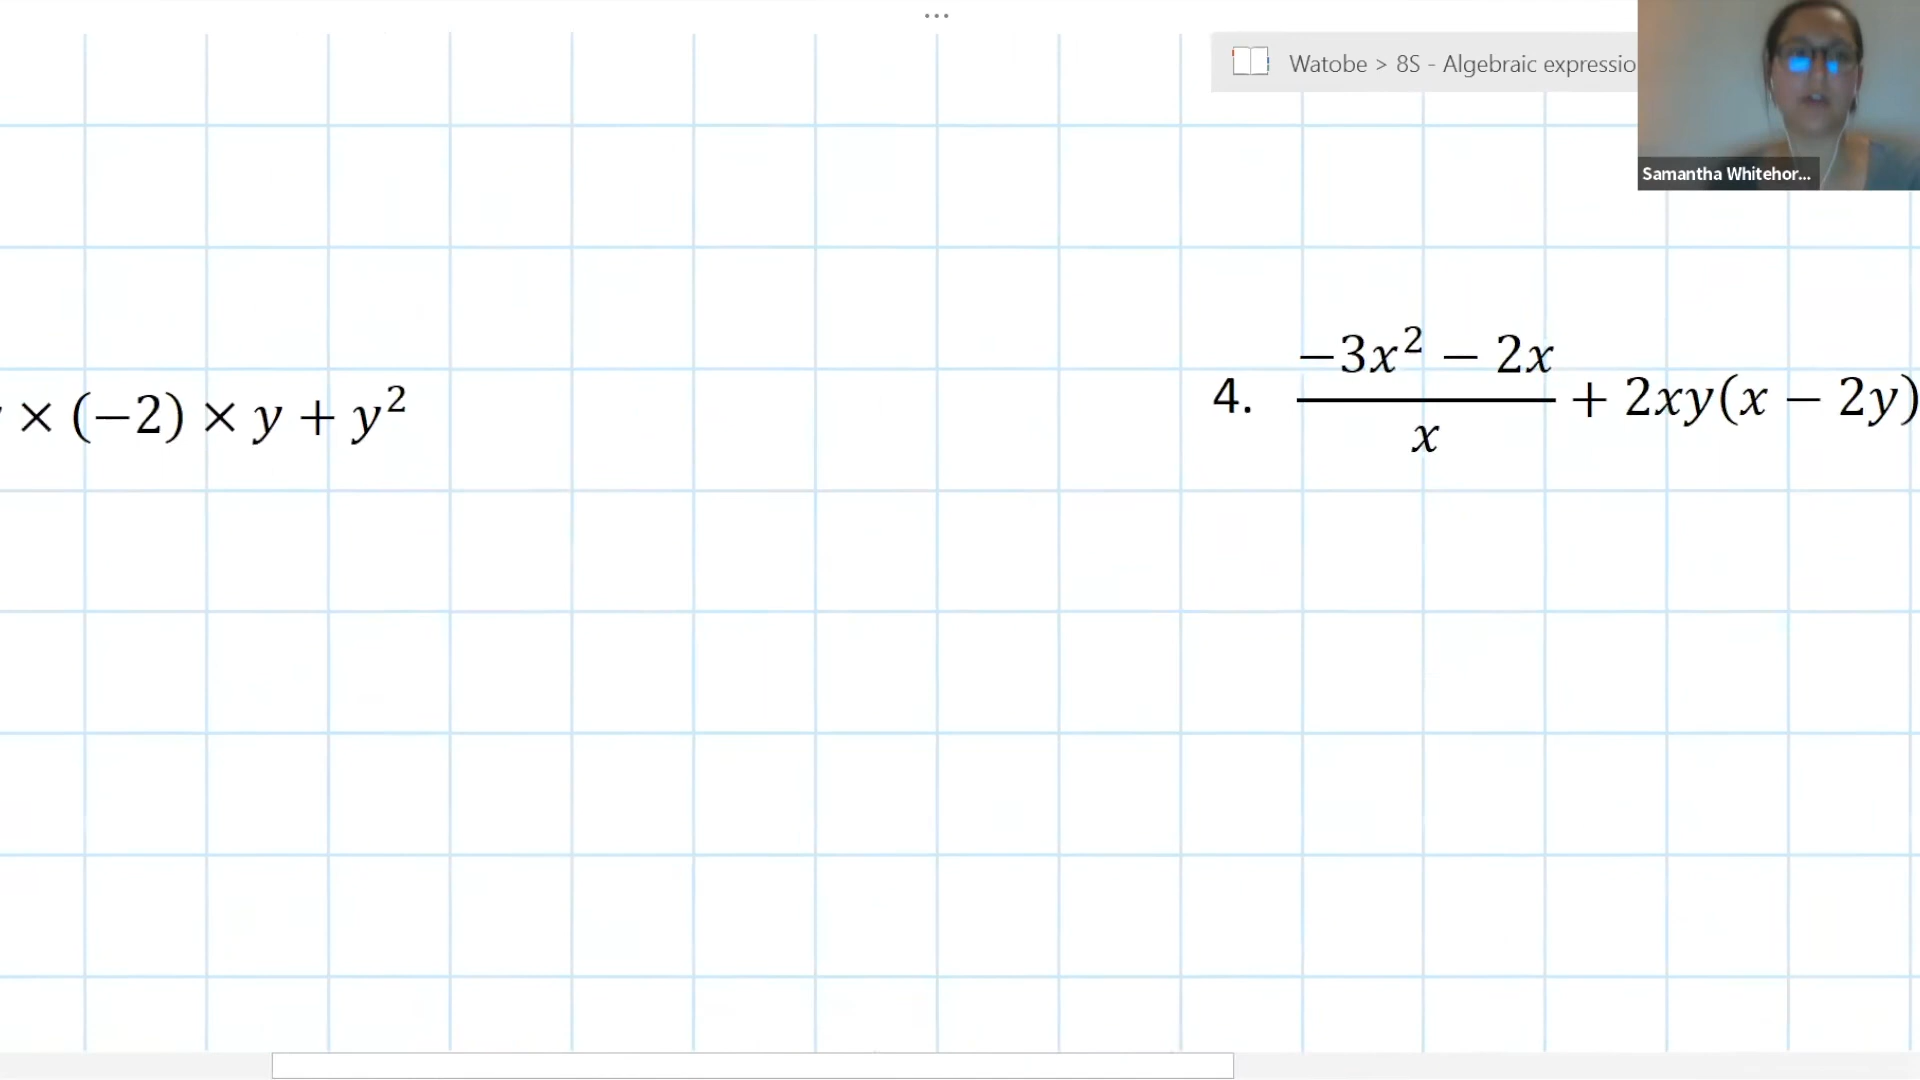 Watobe > 8S - Algebraic expressio
Samantha Whitehor...
× (−2) × y + y²
4. (−3x² − 2x)/x + 2xy(x − 2y)